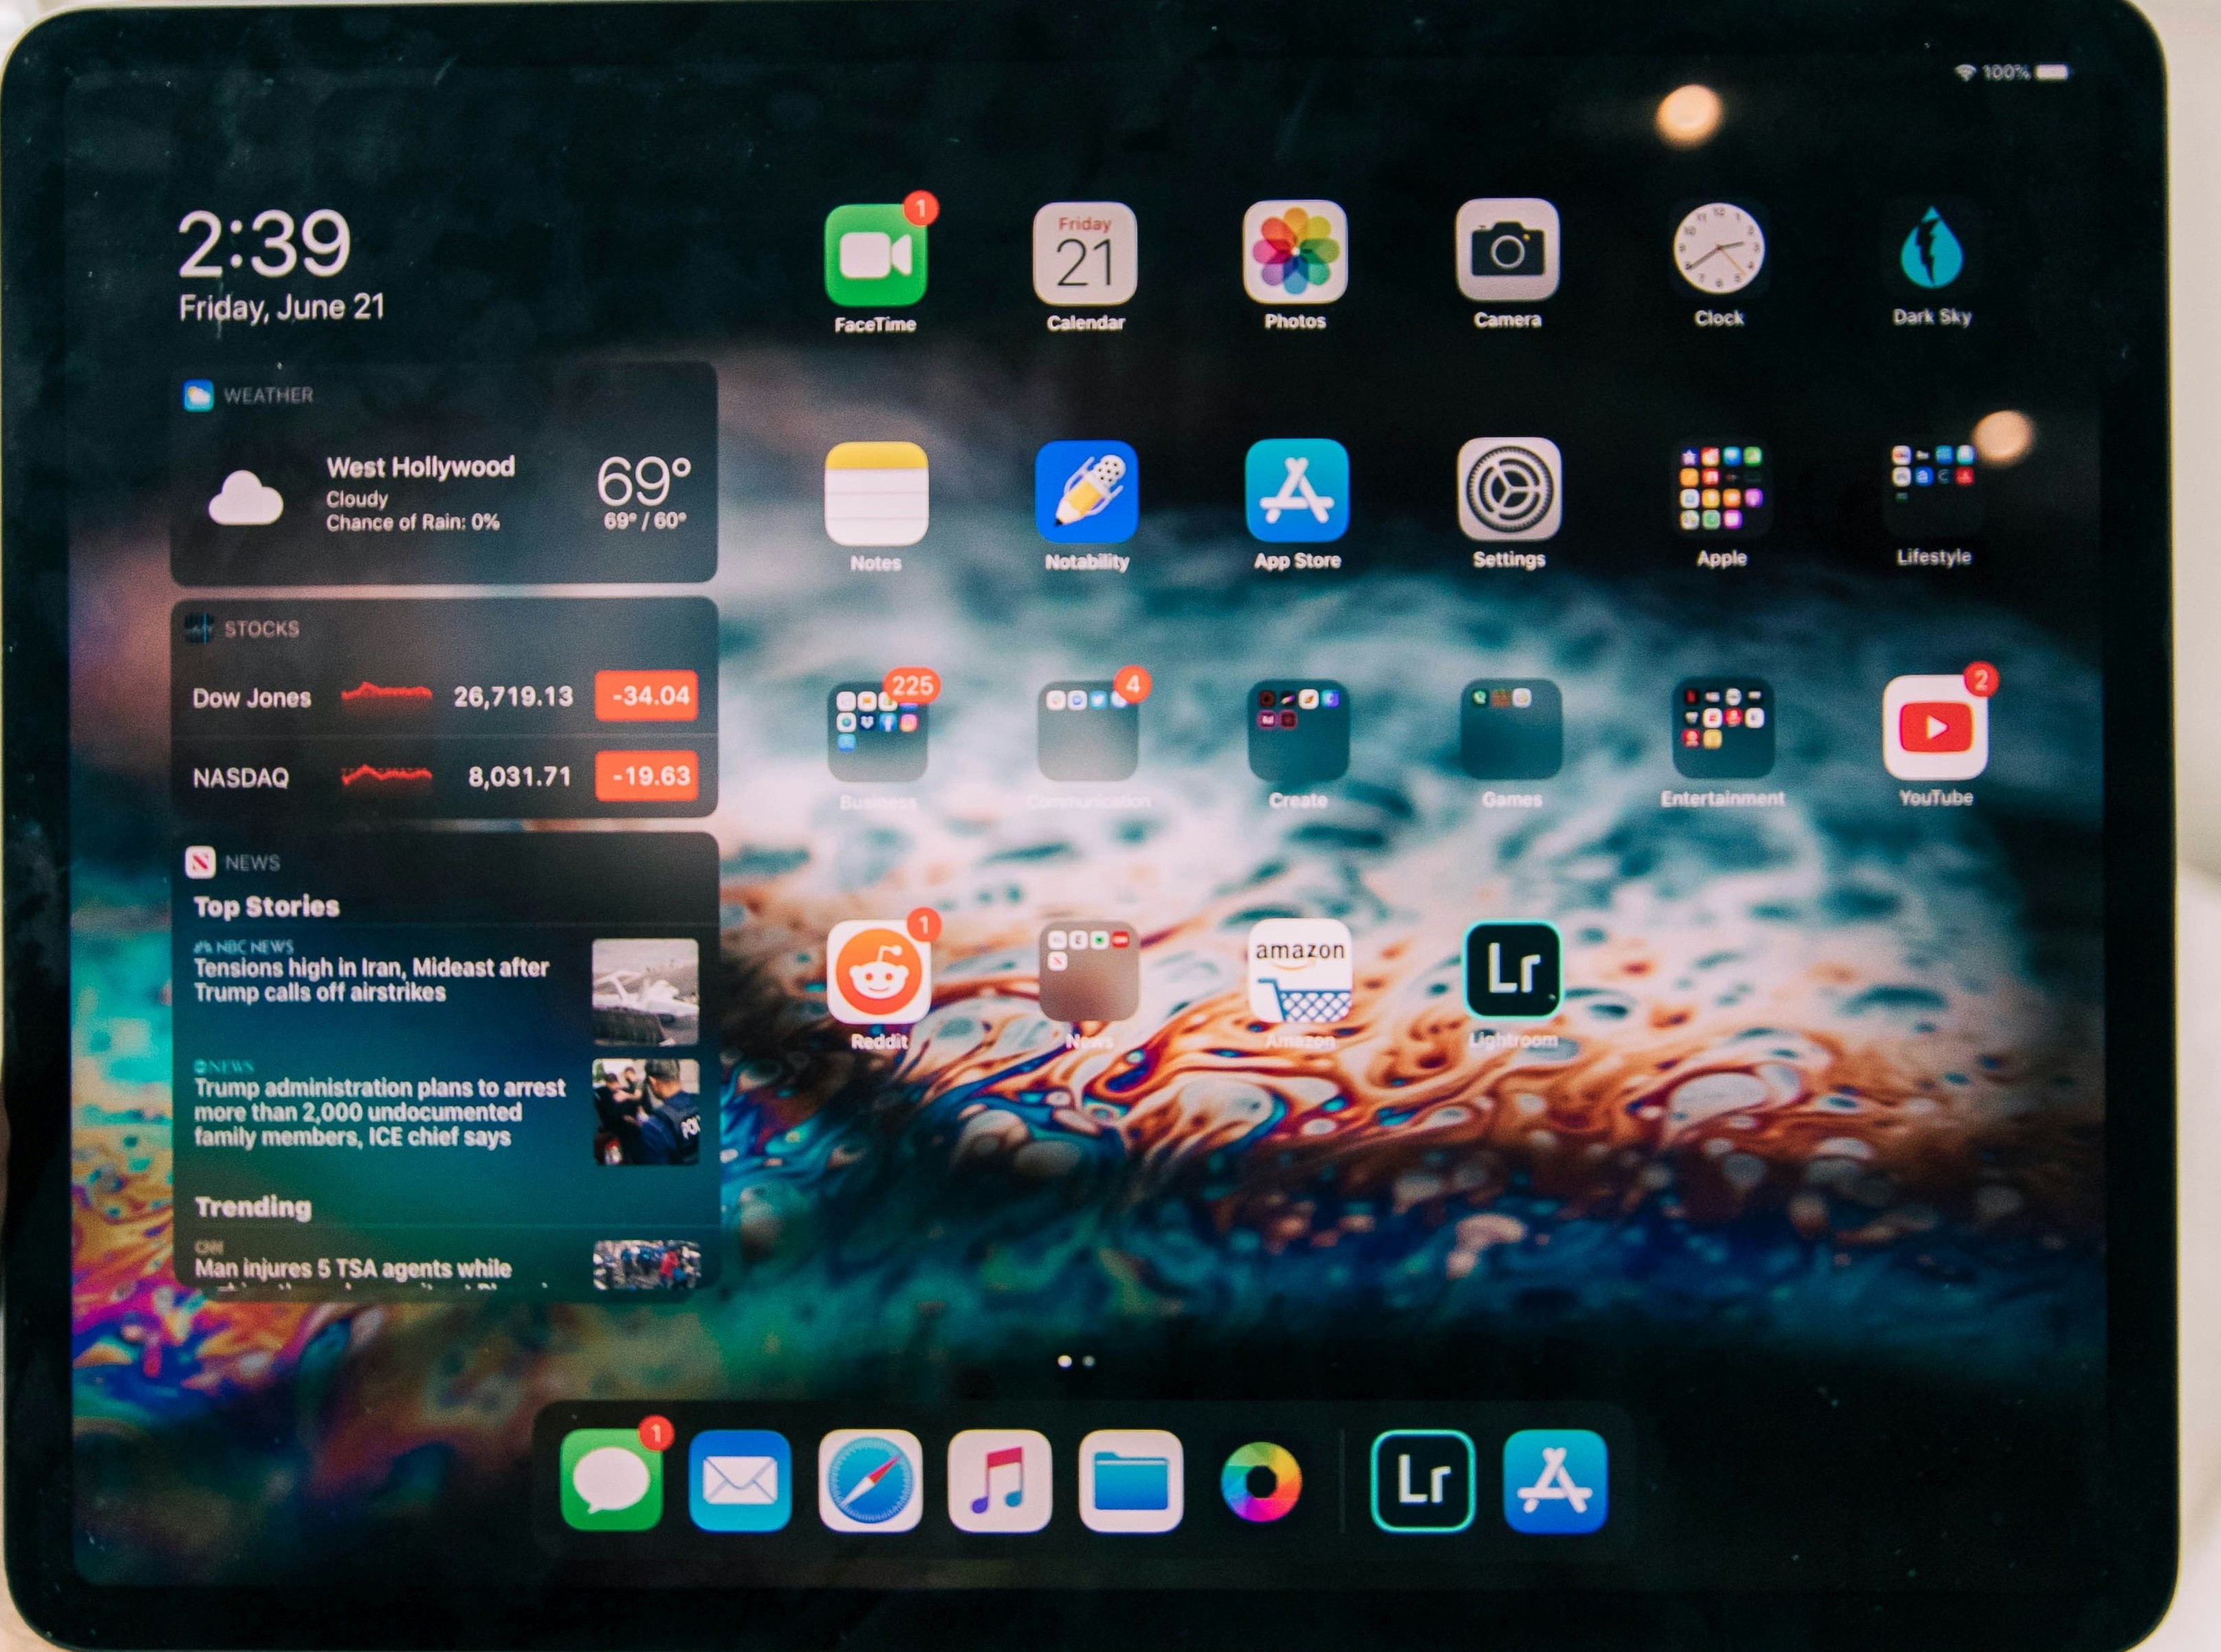 100%
2:39
Friday, June 21
WEATHER
West Hollywood
Cloudy
Chance of Rain: 0%
69°
69° / 60°
STOCKS
Dow Jones 26,719.13 -34.04
NASDAQ 8,031.71 -19.63
NEWS
Top Stories
NBC NEWS
Tensions high in Iran, Mideast after
Trump calls off airstrikes
NEWS
Trump administration plans to arrest
more than 2,000 undocumented
family members, ICE chief says
Trending
CNN
Man injures 5 TSA agents while
1
Friday
21
FaceTime Calendar Photos Camera Clock Dark Sky
Notes Notability App Store Settings Apple Lifestyle
225 4 2
Business Communication Create Games Entertainment YouTube
1
amazon
Lr
Reddit News Amazon Lightroom
1
Lr